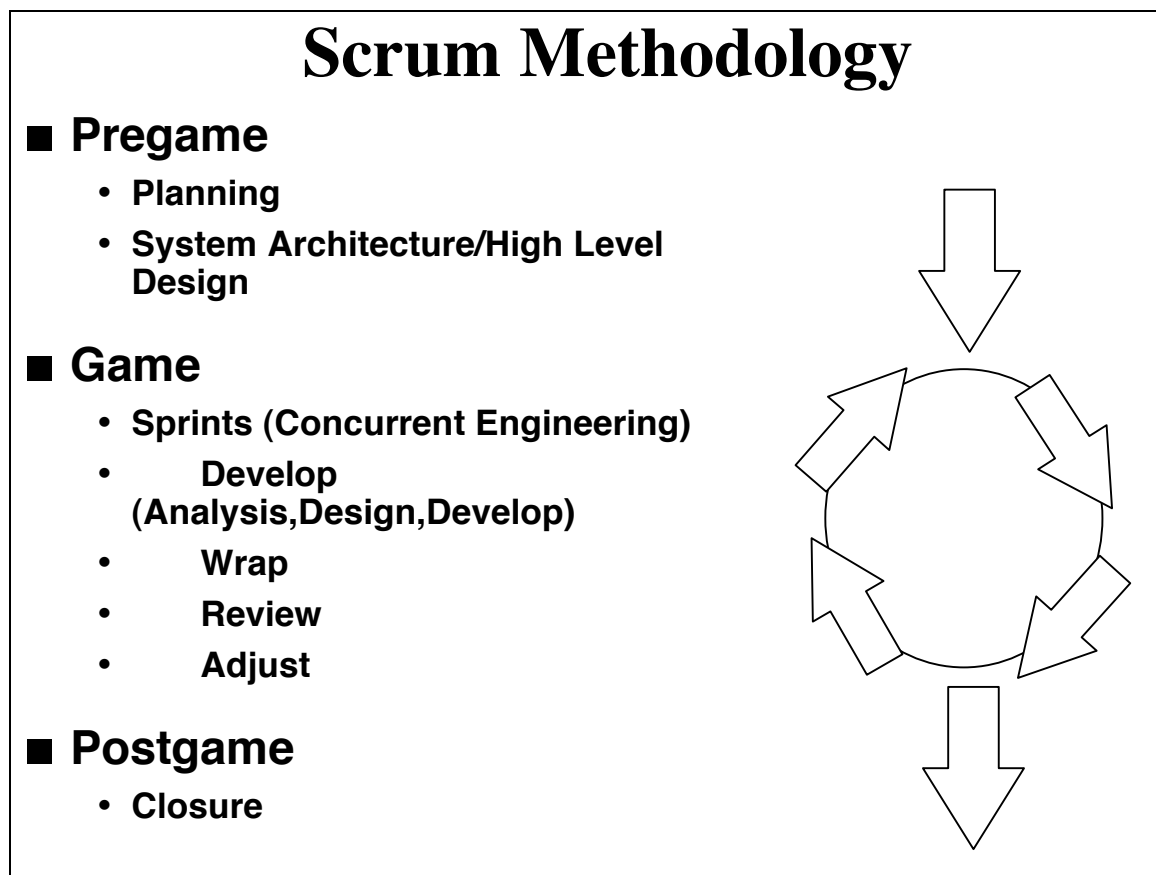 Scrum Methodology
■ Pregame
• Planning
• System Architecture/High Level
Design
■ Game
• Sprints (Concurrent Engineering)
• Develop
(Analysis,Design,Develop)
• Wrap
• Review
• Adjust
■ Postgame
• Closure